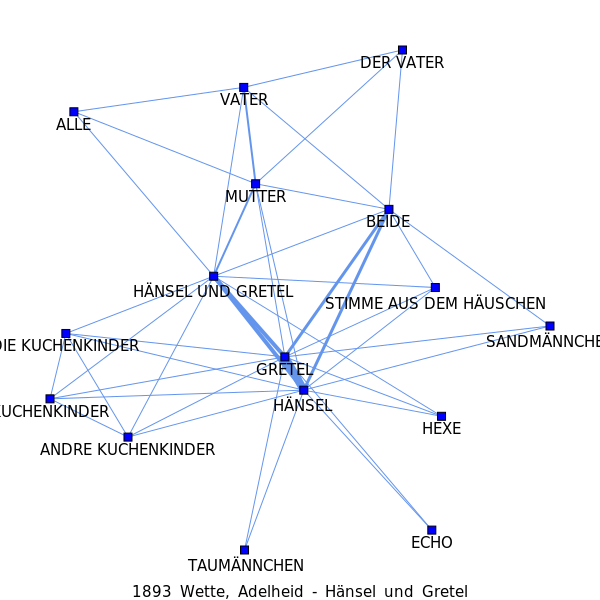 DER VATER
VATER
ALLE
MUTTER
BEIDE
HÄNSEL UND GRETEL
STIMME AUS DEM HÄUSCHEN
DIE KUCHENKINDER
SANDMÄNNCHE
GRETEL
HÄNSEL
KUCHENKINDER
HEXE
ANDRE KUCHENKINDER
ECHO
TAUMÄNNCHEN
1893 Wette, Adelheid - Hänsel und Gretel